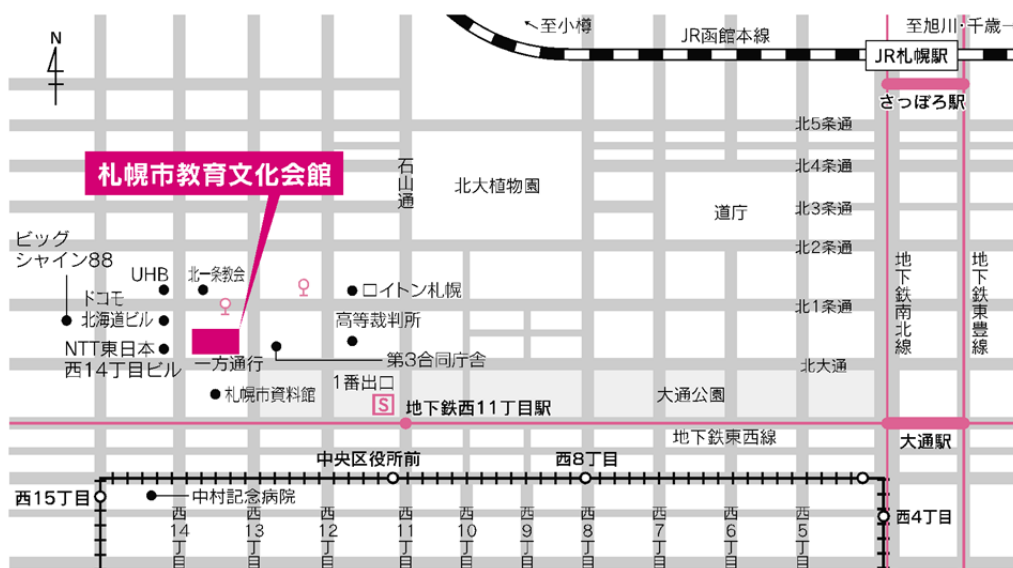 N
←至小樽
JR函館本線
至旭川・千歳→
JR札幌駅
さっぽろ駅
北5条通
札幌市教育文化会館
石山通
北4条通
北大植物園
道庁
北3条通
北2条通
ビッグ
シャイン88
UHB
北一条教会
ロイトン札幌
地下鉄南北線
地下鉄東豊線
ドコモ
北海道ビル
高等裁判所
北1条通
NTT東日本
西14丁目ビル
一方通行
第3合同庁舎
北大通
1番出口
札幌市資料館
S
地下鉄西11丁目駅
大通公園
地下鉄東西線
大通駅
中央区役所前
西8丁目
西15丁目
中村記念病院
西4丁目
西14丁目
西13丁目
西12丁目
西11丁目
西10丁目
西9丁目
西8丁目
西7丁目
西6丁目
西5丁目